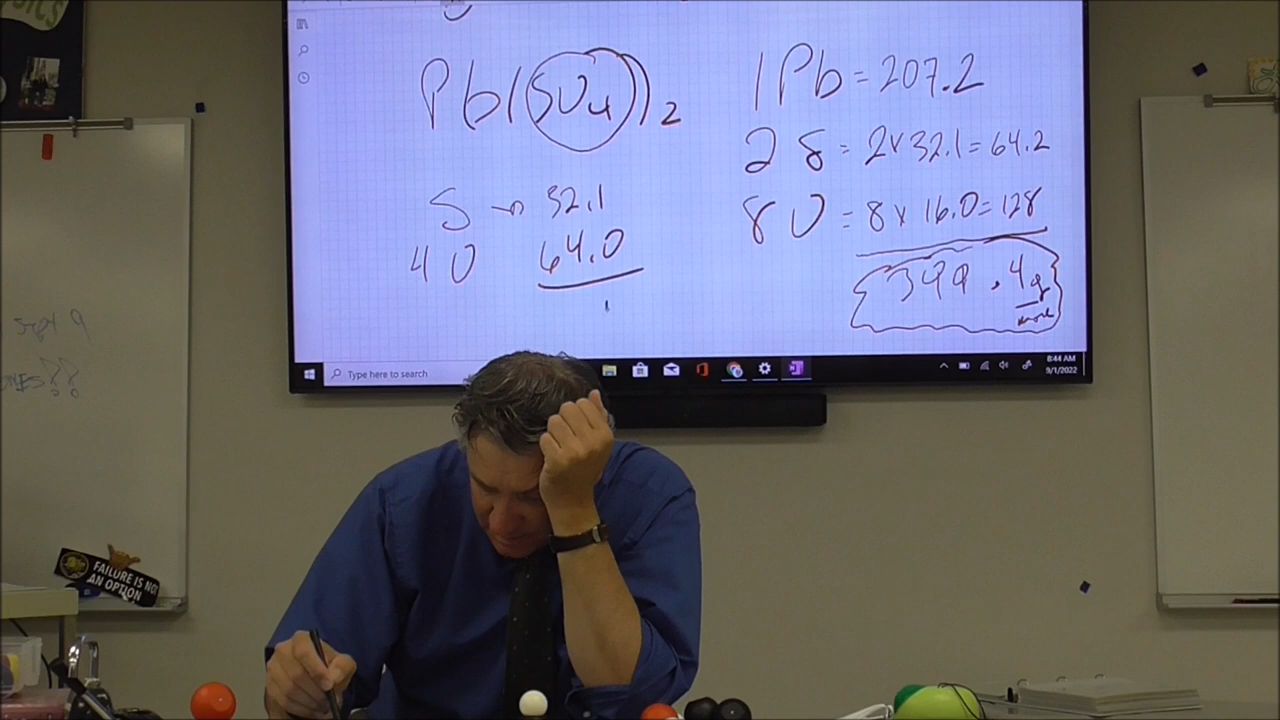 Pb(SO4)2
S → 32.1
4 O 64.0
1 Pb = 207.2
2 S = 2 x 32.1 = 64.2
8 O = 8 x 16.0 = 128
399.4 g
mole
Type here to search
8:44 AM
9/1/2022
FAILURE IS NOT
AN OPTION